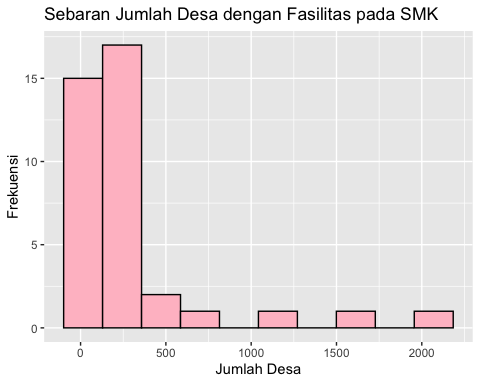 Sebaran Jumlah Desa dengan Fasilitas pada SMK
Frekuensi
15
10
5
0
0 500 1000 1500 2000
Jumlah Desa